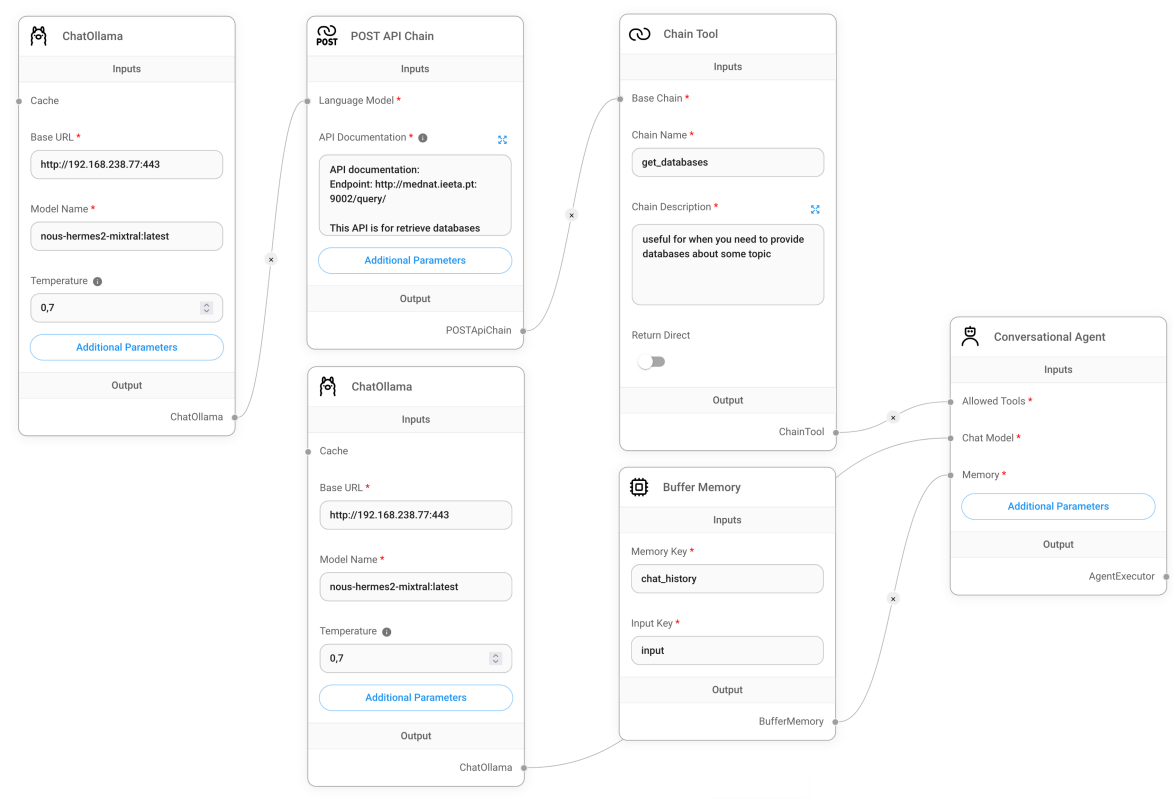 ChatOllama
Inputs
Cache
Base URL *
http://192.168.238.77:443
Model Name *
nous-hermes2-mixtral:latest
Temperature
0,7
Additional Parameters
Output
ChatOllama
POST
POST API Chain
Inputs
Language Model *
API Documentation *
API documentation:
Endpoint: http://mednat.ieeta.pt:
9002/query/
This API is for retrieve databases
Additional Parameters
Output
POSTApiChain
ChatOllama
Inputs
Cache
Base URL *
http://192.168.238.77:443
Model Name *
nous-hermes2-mixtral:latest
Temperature
0,7
Additional Parameters
Output
ChatOllama
Chain Tool
Inputs
Base Chain *
Chain Name *
get_databases
Chain Description *
useful for when you need to provide
databases about some topic
Return Direct
Output
ChainTool
Buffer Memory
Inputs
Memory Key *
chat_history
Input Key *
input
Output
BufferMemory
Conversational Agent
Inputs
Allowed Tools *
Chat Model *
Memory *
Additional Parameters
Output
AgentExecutor